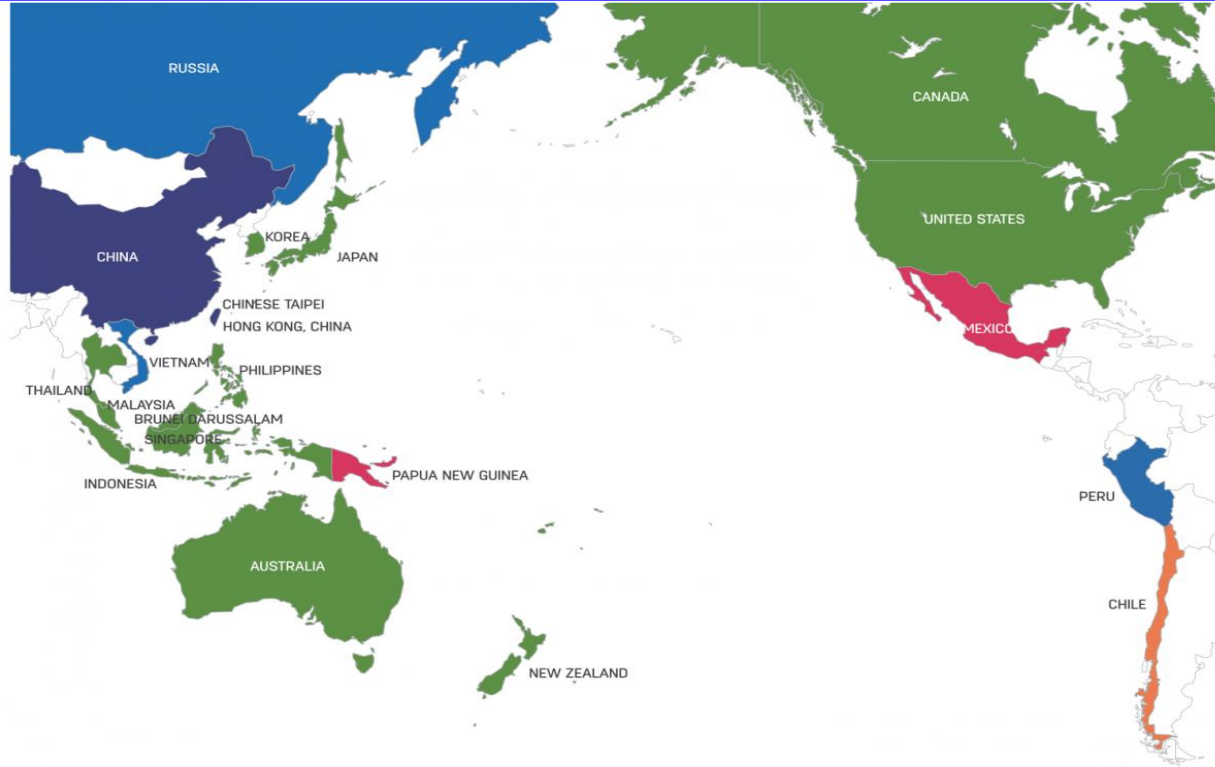 RUSSIA
CANADA
UNITED STATES
KOREA
JAPAN
CHINA
CHINESE TAIPEI
HONG KONG, CHINA
MEXICO
VIETNAM
PHILIPPINES
THAILAND
MALAYSIA
BRUNEI DARUSSALAM
SINGAPORE
INDONESIA
PAPUA NEW GUINEA
PERU
AUSTRALIA
CHILE
NEW ZEALAND